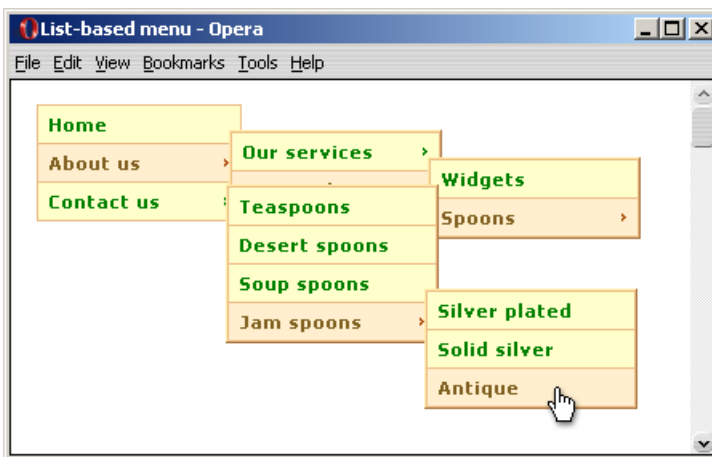 List-based menu - Opera
File Edit View Bookmarks Tools Help
Home
About us
Contact us
Our services
Widgets
Spoons
Teaspoons
Desert spoons
Soup spoons
Jam spoons
Silver plated
Solid silver
Antique